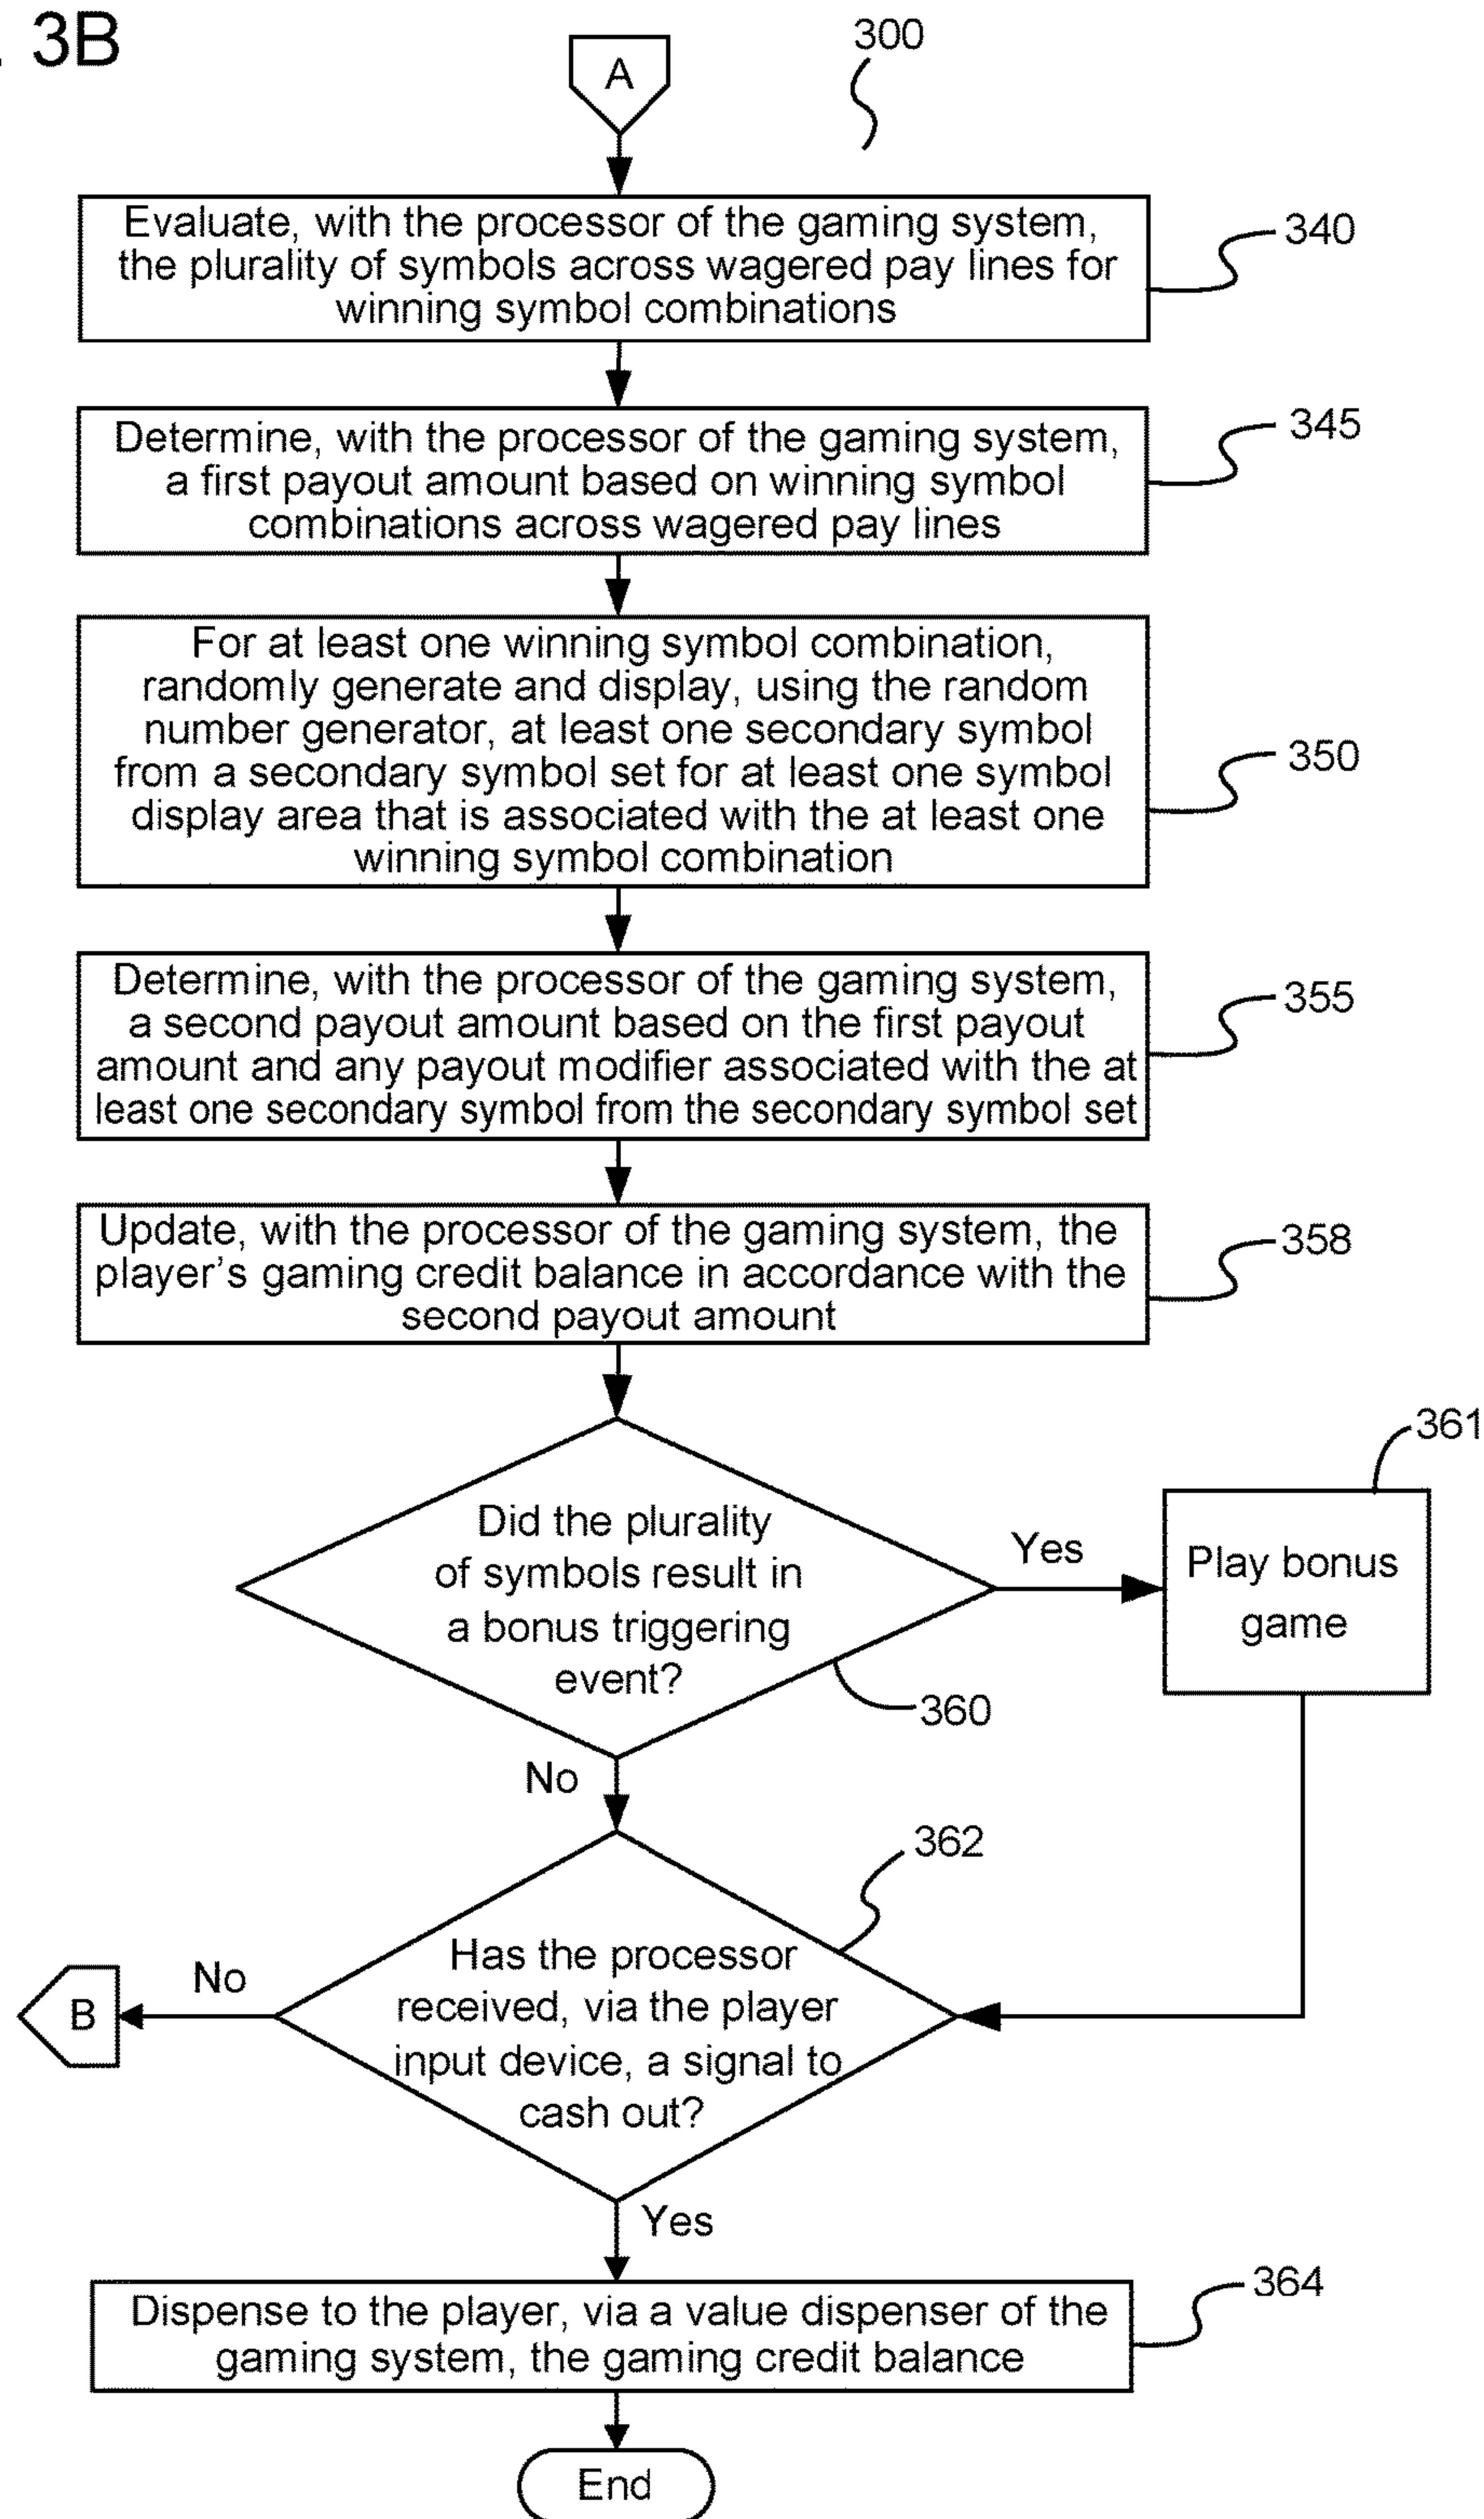 . 3B
A
300
Evaluate, with the processor of the gaming system,
the plurality of symbols across wagered pay lines for
winning symbol combinations
340
Determine, with the processor of the gaming system,
a first payout amount based on winning symbol
combinations across wagered pay lines
345
For at least one winning symbol combination,
randomly generate and display, using the random
number generator, at least one secondary symbol
from a secondary symbol set for at least one symbol
display area that is associated with the at least one
winning symbol combination
350
Determine, with the processor of the gaming system,
a second payout amount based on the first payout
amount and any payout modifier associated with the at
least one secondary symbol from the secondary symbol set
355
Update, with the processor of the gaming system, the
player's gaming credit balance in accordance with the
second payout amount
358
Did the plurality
of symbols result in
a bonus triggering
event?
360
Yes
Play bonus
game
361
No
Has the processor
received, via the player
input device, a signal to
cash out?
362
No
B
Yes
Dispense to the player, via a value dispenser of the
gaming system, the gaming credit balance
364
End